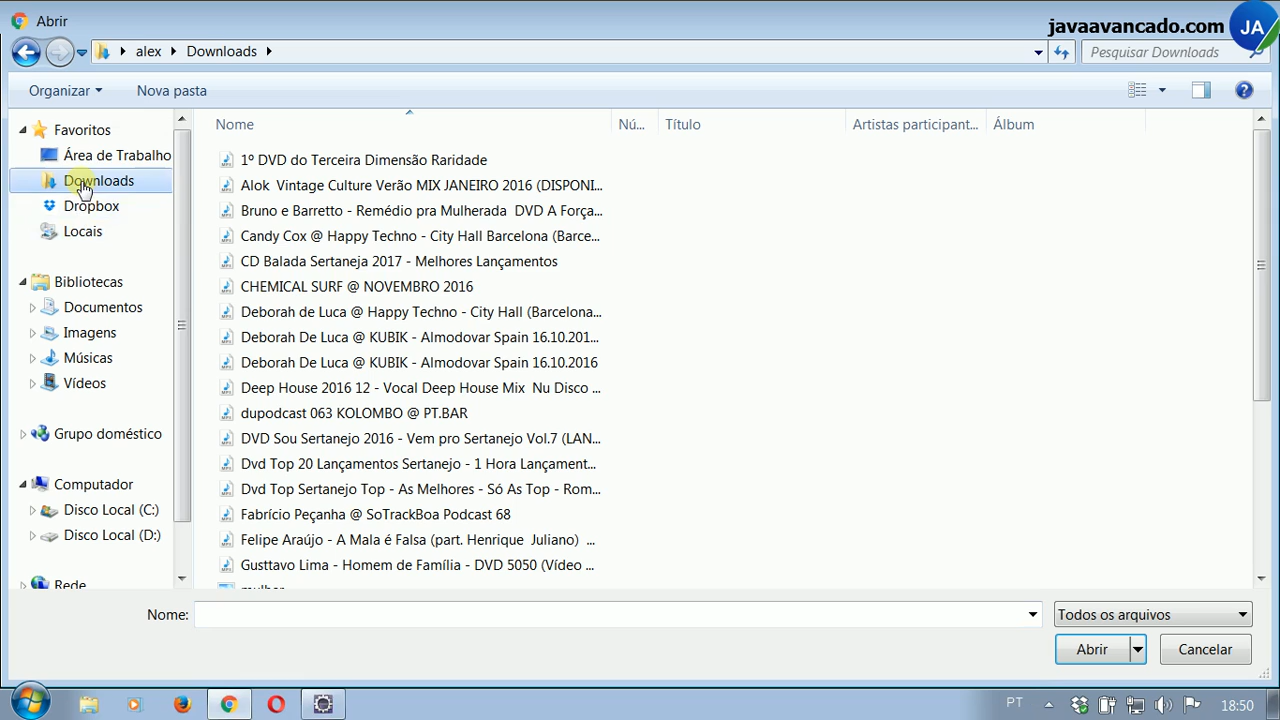 Abrir
javaavancado.com
JA
alex
Downloads
Pesquisar Downloads
Organizar
Nova pasta
Favoritos
Área de Trabalho
Downloads
Dropbox
Locais
Bibliotecas
Documentos
Imagens
Músicas
Vídeos
Grupo doméstico
Computador
Disco Local (C:)
Disco Local (D:)
Rede
Nome
Nú...
Título
Artistas participant...
Álbum
1º DVD do Terceira Dimensão Raridade
Alok  Vintage Culture Verão MIX JANEIRO 2016 (DISPONI...
Bruno e Barretto - Remédio pra Mulherada  DVD A Força...
Candy Cox @ Happy Techno - City Hall Barcelona (Barce...
CD Balada Sertaneja 2017 - Melhores Lançamentos
CHEMICAL SURF @ NOVEMBRO 2016
Deborah de Luca @ Happy Techno - City Hall (Barcelona...
Deborah De Luca @ KUBIK - Almodovar Spain 16.10.201...
Deborah De Luca @ KUBIK - Almodovar Spain 16.10.2016
Deep House 2016 12 - Vocal Deep House Mix  Nu Disco ...
dupodcast 063 KOLOMBO @ PT.BAR
DVD Sou Sertanejo 2016 - Vem pro Sertanejo Vol.7 (LAN...
Dvd Top 20 Lançamentos Sertanejo - 1 Hora Lançament...
Dvd Top Sertanejo Top - As Melhores - Só As Top - Rom...
Fabrício Peçanha @ SoTrackBoa Podcast 68
Felipe Araújo - A Mala é Falsa (part. Henrique  Juliano)  ...
Gusttavo Lima - Homem de Família - DVD 5050 (Vídeo ...
mulher
Nome:
Todos os arquivos
Abrir
Cancelar
PT
18:50